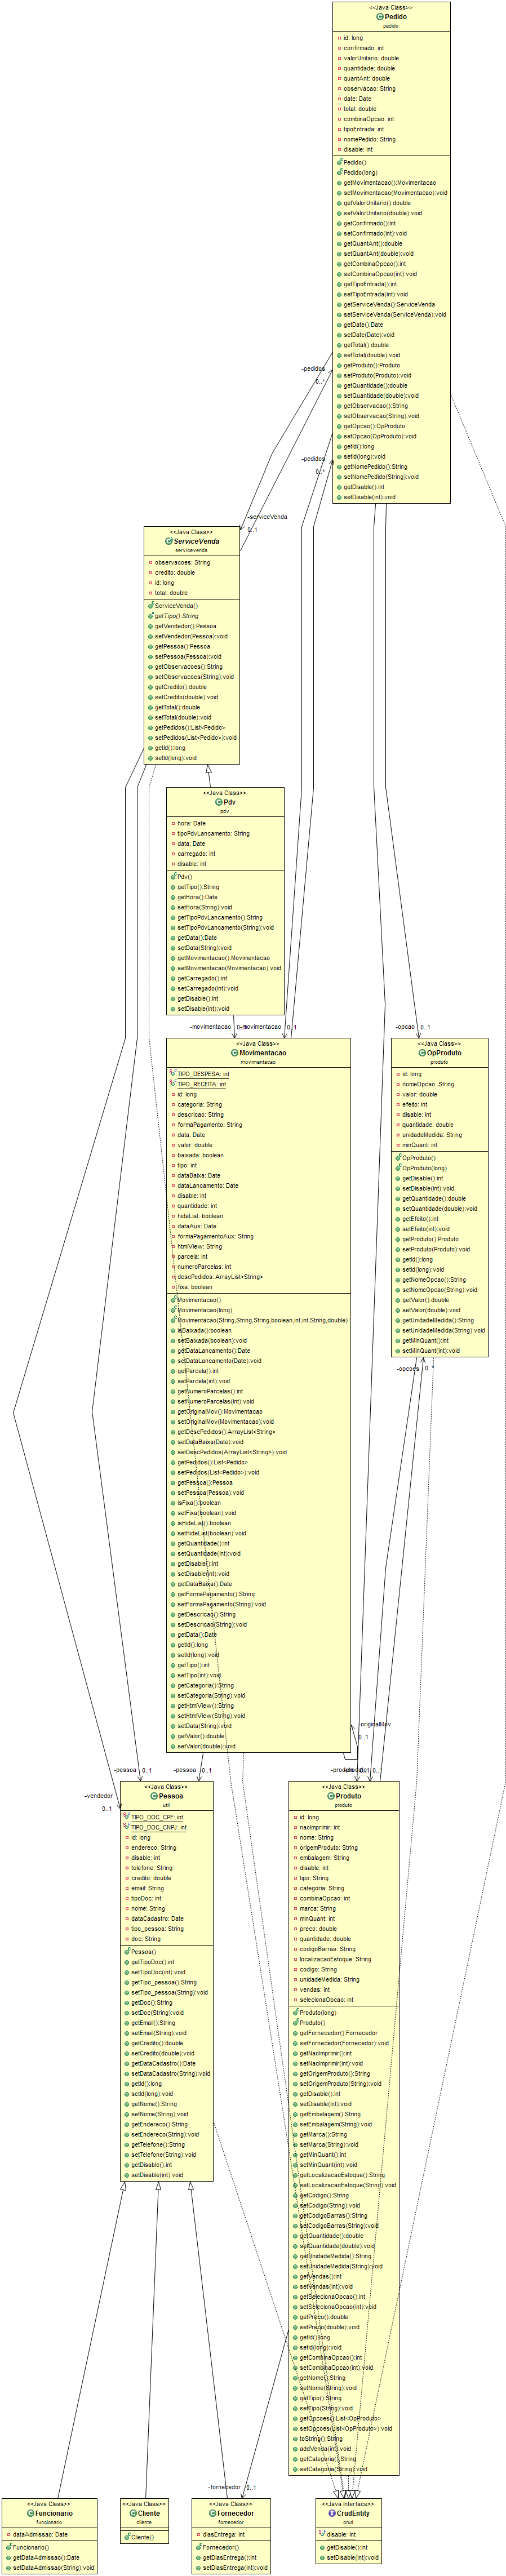 <<Java Class>>
Pedido
pedido
id: long
confirmado: int
valorUnitario: double
quantidade: double
quantAnt: double
observacao: String
date: Date
total: double
combinaOpcao: int
tipoEntrada: int
nomePedido: String
disable: int
Pedido()
Pedido(long)
getMovimentacao():Movimentacao
setMovimentacao(Movimentacao):void
getValorUnitario():double
setValorUnitario(double):void
getConfirmado():int
setConfirmado(int):void
getQuantAnt():double
setQuantAnt(double):void
getCombinaOpcao():int
setCombinaOpcao(int):void
getTipoEntrada():int
setTipoEntrada(int):void
getServiceVenda():ServiceVenda
setServiceVenda(ServiceVenda):void
getDate():Date
setDate(Date):void
getTotal():double
setTotal(double):void
getProduto():Produto
setProduto(Produto):void
getQuantidade():double
setQuantidade(double):void
getObservacao():String
setObservacao(String):void
getOpcao():OpProduto
setOpcao(OpProduto):void
getId():long
setId(long):void
getNomePedido():String
setNomePedido(String):void
getDisable():int
setDisable(int):void
-pedidos
0..*
-pedidos
0..*
-serviceVenda
0..1
<<Java Class>>
ServiceVenda
servicevenda
observacoes: String
credito: double
id: long
total: double
ServiceVenda()
getTipo():String
getVendedor():Pessoa
setVendedor(Pessoa):void
getPessoa():Pessoa
setPessoa(Pessoa):void
getObservacoes():String
setObservacoes(String):void
getCredito():double
setCredito(double):void
getTotal():double
setTotal(double):void
getPedidos():List<Pedido>
setPedidos(List<Pedido>):void
getId():long
setId(long):void
<<Java Class>>
Pdv
pdv
hora: Date
tipoPdvLancamento: String
data: Date
carregado: int
disable: int
Pdv()
getTipo():String
getHora():Date
setHora(String):void
getTipoPdvLancamento():String
setTipoPdvLancamento(String):void
getData():Date
setData(String):void
getMovimentacao():Movimentacao
setMovimentacao(Movimentacao):void
getCarregado():int
setCarregado(int):void
getDisable():int
setDisable(int):void
-movimentacao
-movimentacao
0..1
-opcao
0..1
<<Java Class>>
Movimentacao
movimentacao
TIPO_DESPESA: int
TIPO_RECEITA: int
id: long
categoria: String
descricao: String
formaPagamento: String
data: Date
valor: double
baixada: boolean
tipo: int
dataBaixa: Date
dataLancamento: Date
disable: int
quantidade: int
hideList: boolean
dataAux: Date
formaPagamentoAux: String
htmlView: String
parcela: int
numeroParcelas: int
descPedidos: ArrayList<String>
fixa: boolean
Movimentacao()
Movimentacao(long)
Movimentacao(String,String,String,boolean,int,int,String,double)
isBaixada():boolean
setBaixada(boolean):void
getDataLancamento():Date
setDataLancamento(Date):void
getParcela():int
setParcela(int):void
getNumeroParcelas():int
setNumeroParcelas(int):void
getOriginalMov():Movimentacao
setOriginalMov(Movimentacao):void
getDescPedidos():ArrayList<String>
setDataBaixa(Date):void
setDescPedidos(ArrayList<String>):void
getPedidos():List<Pedido>
setPedidos(List<Pedido>):void
getPessoa():Pessoa
setPessoa(Pessoa):void
isFixa():boolean
setFixa(boolean):void
isHideList():boolean
setHideList(boolean):void
getQuantidade():int
setQuantidade(int):void
getDisable():int
setDisable(int):void
getDataBaixa():Date
getFormaPagamento():String
setFormaPagamento(String):void
getDescricao():String
setDescricao(String):void
getData():Date
getId():long
setId(long):void
getTipo():int
setTipo(int):void
getCategoria():String
setCategoria(String):void
getHtmlView():String
setHtmlView(String):void
setData(String):void
getValor():double
setValor(double):void
<<Java Class>>
OpProduto
produto
id: long
nomeOpcao: String
valor: double
efeito: int
disable: int
quantidade: double
unidadeMedida: String
minQuant: int
OpProduto()
OpProduto(long)
getDisable():int
setDisable(int):void
getQuantidade():double
setQuantidade(double):void
getEfeito():int
setEfeito(int):void
getProduto():Produto
setProduto(Produto):void
getId():long
setId(long):void
getNomeOpcao():String
setNomeOpcao(String):void
getValor():double
setValor(double):void
getUnidadeMedida():String
setUnidadeMedida(String):void
getMinQuant():int
setMinQuant(int):void
-opcoes
0..*
-originalMov
0..1
-vendedor
0..1
-pessoa
0..1
-pessoa
0..1
0..1
0..1
<<Java Class>>
Pessoa
util
TIPO_DOC_CPF: int
TIPO_DOC_CNPJ: int
id: long
endereco: String
disable: int
telefone: String
credito: double
email: String
tipoDoc: int
nome: String
dataCadastro: Date
tipo_pessoa: String
doc: String
Pessoa()
getTipoDoc():int
setTipoDoc(int):void
getTipo_pessoa():String
setTipo_pessoa(String):void
getDoc():String
setDoc(String):void
getEmail():String
setEmail(String):void
getCredito():double
setCredito(double):void
getDataCadastro():Date
setDataCadastro(String):void
getId():long
setId(long):void
getNome():String
setNome(String):void
getEndereco():String
setEndereco(String):void
getTelefone():String
setTelefone(String):void
getDisable():int
setDisable(int):void
<<Java Class>>
Produto
produto
id: long
naoImprimir: int
nome: String
origemProduto: String
embalagem: String
disable: int
tipo: String
categoria: String
combinaOpcao: int
marca: String
minQuant: int
preco: double
quantidade: double
codigoBarras: String
localizacaoEstoque: String
codigo: String
unidadeMedida: String
vendas: int
selecionaOpcao: int
Produto(long)
Produto()
getFornecedor():Fornecedor
setFornecedor(Fornecedor):void
getNaoImprimir():int
setNaoImprimir(int):void
getOrigemProduto():String
setOrigemProduto(String):void
getDisable():int
setDisable(int):void
getEmbalagem():String
setEmbalagem(String):void
getMarca():String
setMarca(String):void
getMinQuant():int
setMinQuant(int):void
getLocalizacaoEstoque():String
setLocalizacaoEstoque(String):void
getCodigo():String
setCodigo(String):void
getCodigoBarras():String
setCodigoBarras(String):void
getQuantidade():double
setQuantidade(double):void
getUnidadeMedida():String
setUnidadeMedida(String):void
getVendas():int
setVendas(int):void
getSelecionaOpcao():int
setSelecionaOpcao(int):void
getPreco():double
setPreco(double):void
getId():long
setId(long):void
getCombinaOpcao():int
setCombinaOpcao(int):void
getNome():String
setNome(String):void
getTipo():String
setTipo(String):void
getOpcoes():List<OpProduto>
setOpcoes(List<OpProduto>):void
toString():String
addVenda(int):void
getCategoria():String
setCategoria(String):void
-fornecedor
0..1
<<Java Class>>
Funcionario
funcionario
dataAdmissao: Date
Funcionario()
getDataAdmissao():Date
setDataAdmissao(String):void
<<Java Class>>
Cliente
cliente
Cliente()
<<Java Class>>
Fornecedor
fornecedor
diasEntrega: int
Fornecedor()
getDiasEntrega():int
setDiasEntrega(int):void
<<Java Interface>>
CrudEntity
crud
disable: int
getDisable():int
setDisable(int):void